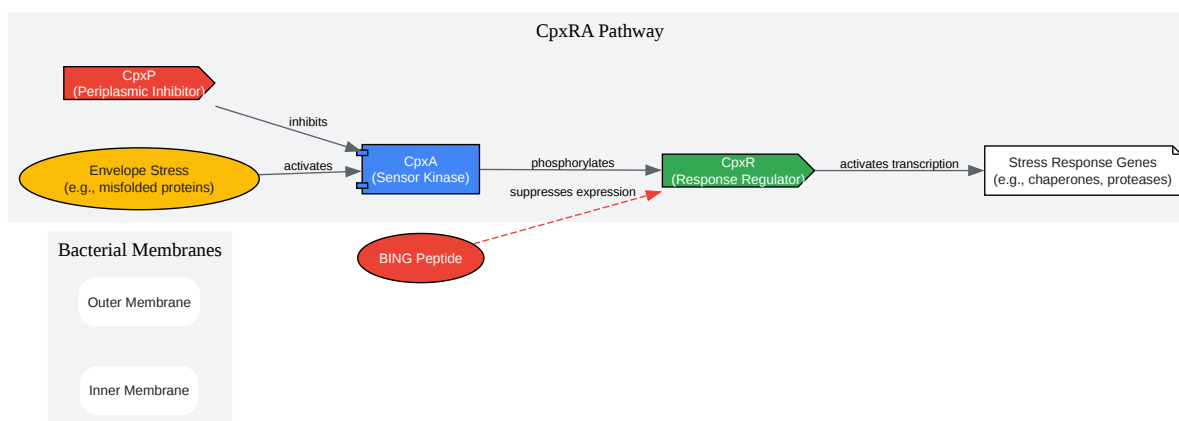 CpxRA Pathway
CpxP
(Periplasmic Inhibitor)
inhibits
Envelope Stress
(e.g., misfolded proteins)
activates
CpxA
(Sensor Kinase)
phosphorylates
suppresses expression
CpxR
(Response Regulator)
activates transcription
Stress Response Genes
(e.g., chaperones, proteases)
BING Peptide
Bacterial Membranes
Outer Membrane
Inner Membrane